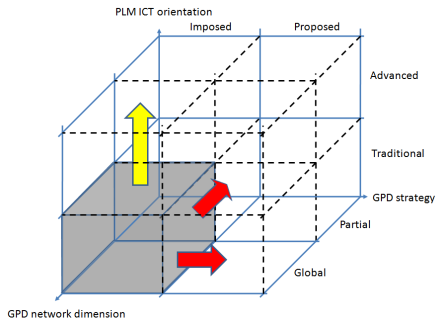 PLM ICT orientation
Imposed Proposed
Advanced
Traditional
GPD strategy
Partial
Global
GPD network dimension